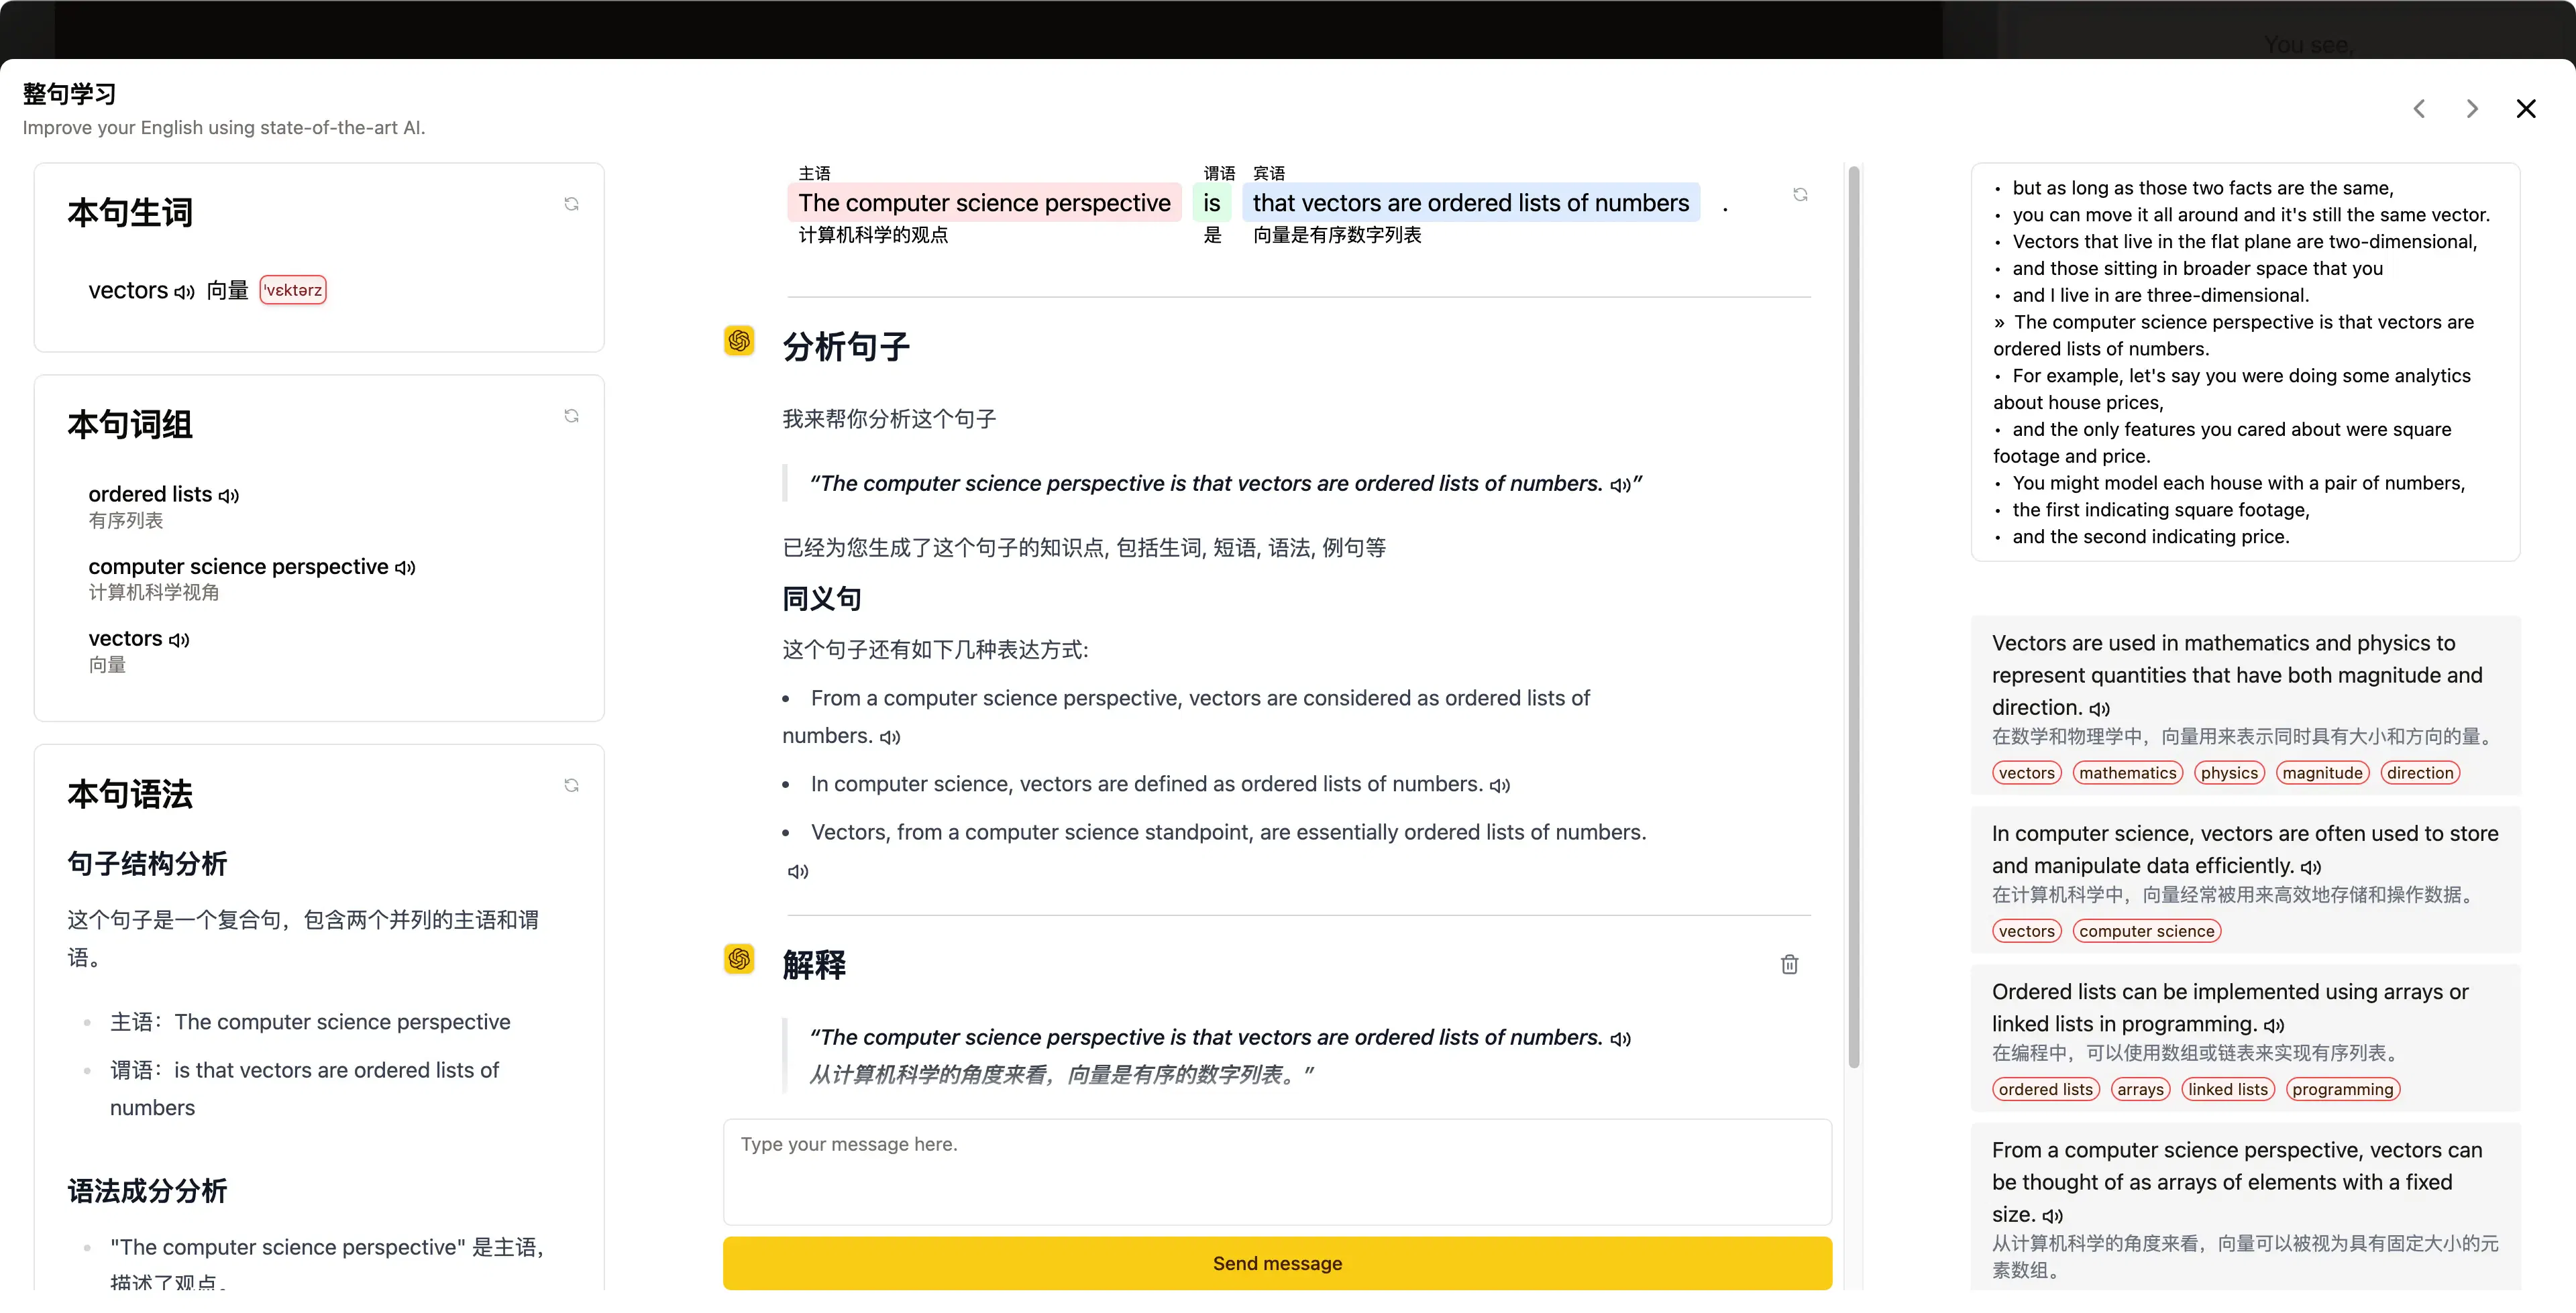 You see,
整句学习
Improve your English using state-of-the-art AI.
本句生词
vectors 向量 ˈvɛktərz
本句词组
ordered lists
有序列表
computer science perspective
计算机科学视角
vectors
向量
本句语法
句子结构分析
这个句子是一个复合句，包含两个并列的主语和谓
语。
主语：The computer science perspective
谓语：is that vectors are ordered lists of
numbers
语法成分分析
"The computer science perspective" 是主语，
描述了观点。
主语 谓语 宾语
The computer science perspective is that vectors are ordered lists of numbers .
计算机科学的观点 是 向量是有序数字列表
分析句子
我来帮你分析这个句子
“The computer science perspective is that vectors are ordered lists of numbers. ”
已经为您生成了这个句子的知识点, 包括生词, 短语, 语法, 例句等
同义句
这个句子还有如下几种表达方式:
• From a computer science perspective, vectors are considered as ordered lists of
numbers.
• In computer science, vectors are defined as ordered lists of numbers.
• Vectors, from a computer science standpoint, are essentially ordered lists of numbers.
解释
“The computer science perspective is that vectors are ordered lists of numbers.
从计算机科学的角度来看，向量是有序的数字列表。”
Type your message here.
Send message
• but as long as those two facts are the same,
• you can move it all around and it's still the same vector.
• Vectors that live in the flat plane are two-dimensional,
• and those sitting in broader space that you
• and I live in are three-dimensional.
» The computer science perspective is that vectors are
ordered lists of numbers.
• For example, let's say you were doing some analytics
about house prices,
• and the only features you cared about were square
footage and price.
• You might model each house with a pair of numbers,
• the first indicating square footage,
• and the second indicating price.
Vectors are used in mathematics and physics to
represent quantities that have both magnitude and
direction.
在数学和物理学中，向量用来表示同时具有大小和方向的量。
vectors mathematics physics magnitude direction
In computer science, vectors are often used to store
and manipulate data efficiently.
在计算机科学中，向量经常被用来高效地存储和操作数据。
vectors computer science
Ordered lists can be implemented using arrays or
linked lists in programming.
在编程中，可以使用数组或链表来实现有序列表。
ordered lists arrays linked lists programming
From a computer science perspective, vectors can
be thought of as arrays of elements with a fixed
size.
从计算机科学的角度来看，向量可以被视为具有固定大小的元
素数组。